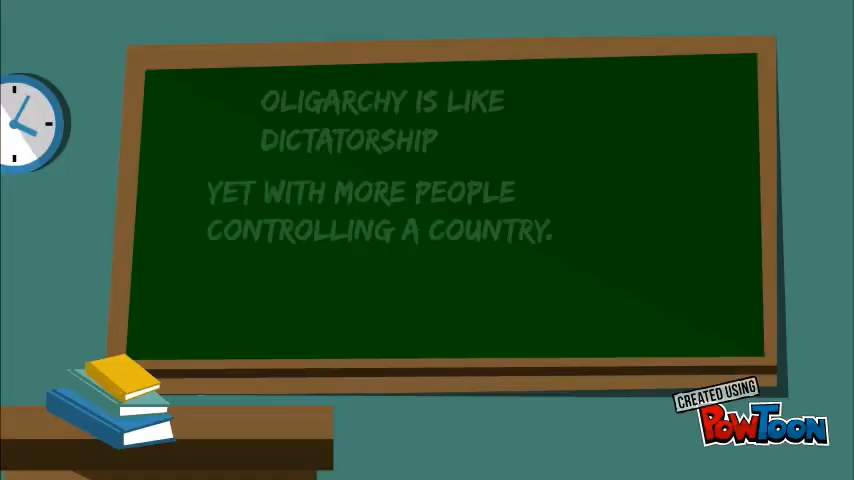 OLIGARCHY IS LIKE
DICTATORSHIP
YET WITH MORE PEOPLE
CONTROLLING A COUNTRY.
CREATED USING
POWTOON